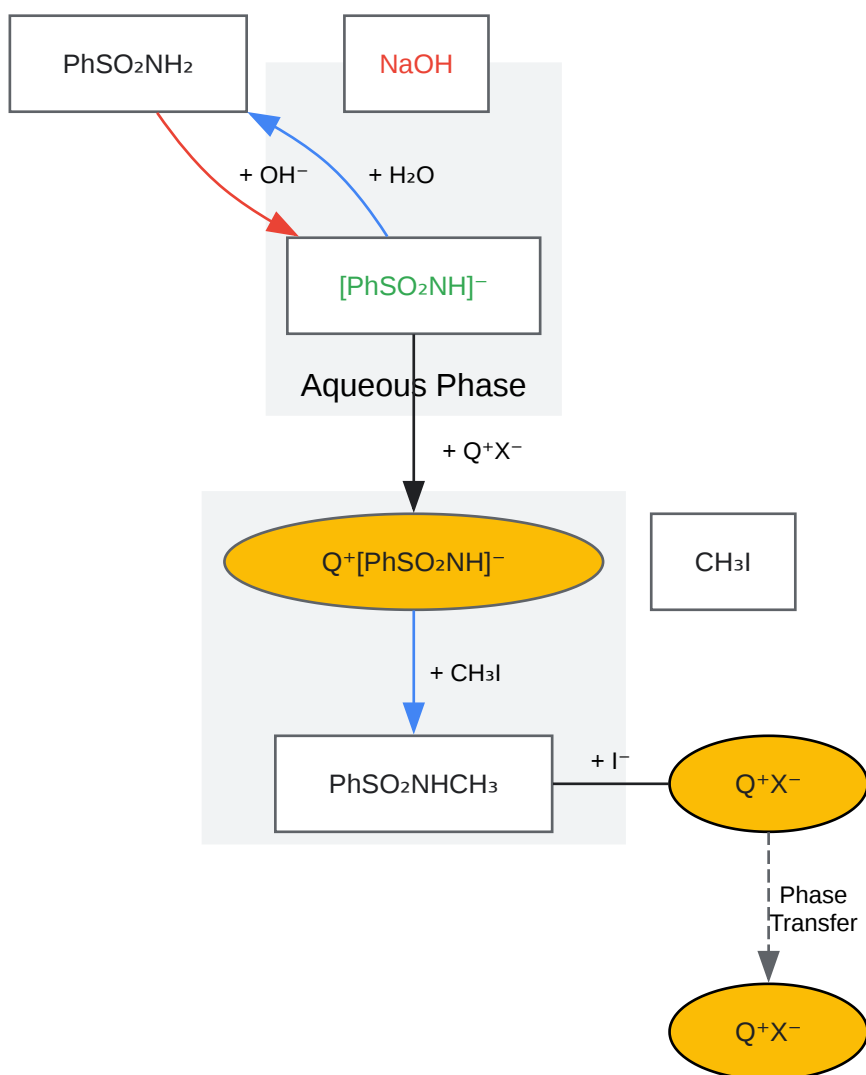 PhSO₂NH₂
NaOH
+ OH⁻
+ H₂O
[PhSO₂NH]⁻
Aqueous Phase
+ Q⁺X⁻
Q⁺[PhSO₂NH]⁻
CH₃I
+ CH₃I
PhSO₂NHCH₃
+ I⁻
Q⁺X⁻
Phase
Transfer
Q⁺X⁻